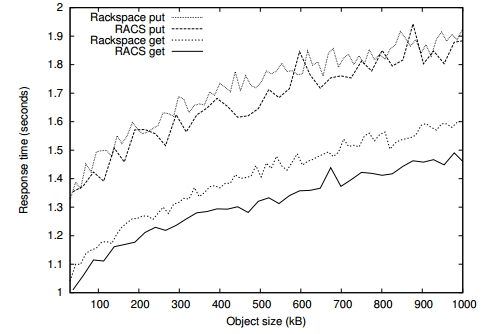 2
1.9
1.8
1.7
1.6
1.5
1.4
1.3
1.2
1.1
1
Response time (seconds)
Rackspace put
RACS put
Rackspace get
RACS get
100 200 300 400 500 600 700 800 900 1000
Object size (kB)